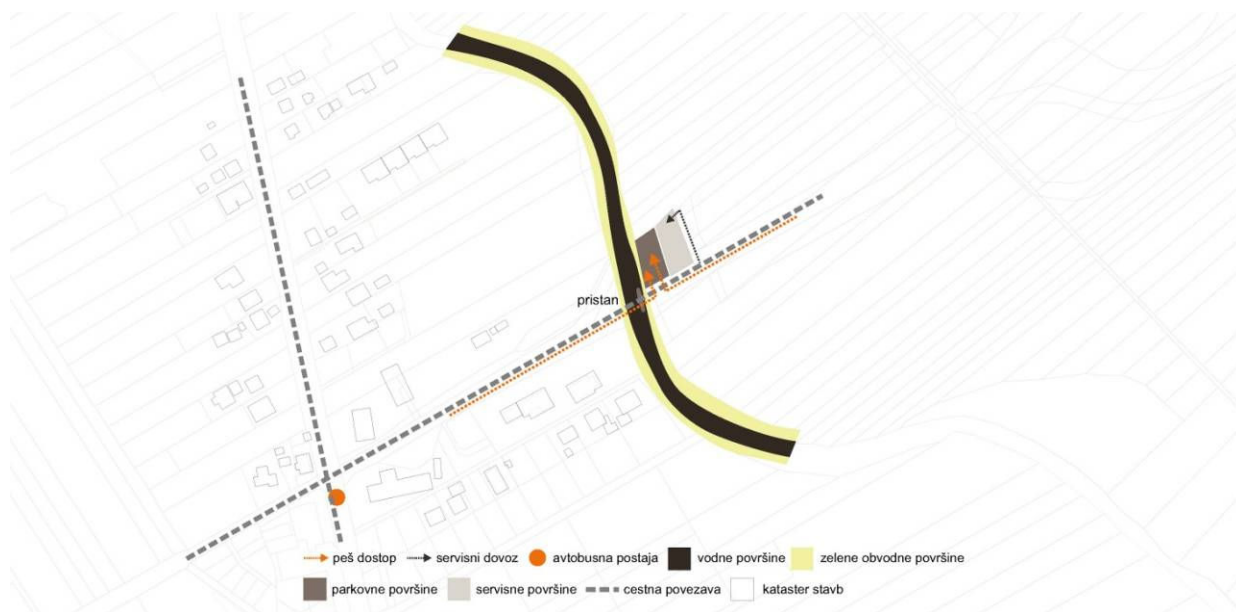 pristan
peš dostop servisni dovoz avtobusna postaja vodne površine zelene obvodne površine
parkovne površine servisne površine cestna povezava kataster stavb